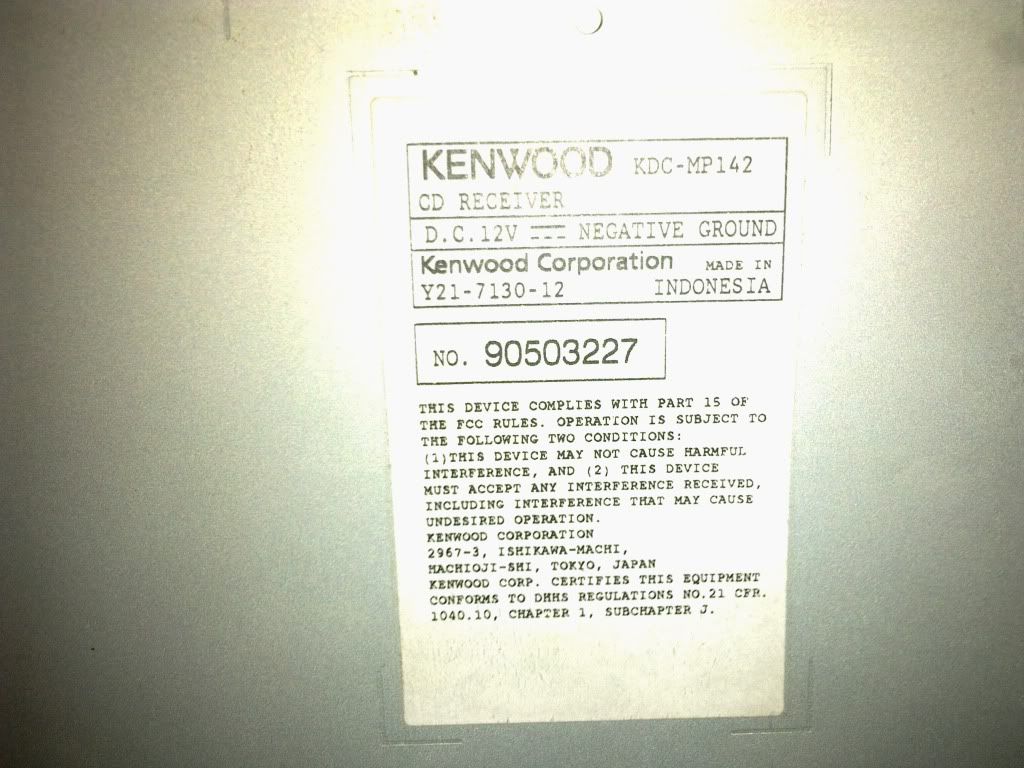 KENWOOD KDC-MP142
CD RECEIVER
D.C.12V NEGATIVE GROUND
Kenwood Corporation MADE IN
Y21-7130-12 INDONESIA
NO. 90503227
THIS DEVICE COMPLIES WITH PART 15 OF
THE FCC RULES. OPERATION IS SUBJECT TO
THE FOLLOWING TWO CONDITIONS:
(1)THIS DEVICE MAY NOT CAUSE HARMFUL
INTERFERENCE, AND (2) THIS DEVICE
MUST ACCEPT ANY INTERFERENCE RECEIVED,
INCLUDING INTERFERENCE THAT MAY CAUSE
UNDESIRED OPERATION.
KENWOOD CORPORATION
2967-3, ISHIKAWA-MACHI,
HACHIOJI-SHI, TOKYO, JAPAN
KENWOOD CORP. CERTIFIES THIS EQUIPMENT
CONFORMS TO DHHS REGULATIONS NO.21 CFR.
1040.10, CHAPTER 1, SUBCHAPTER J.